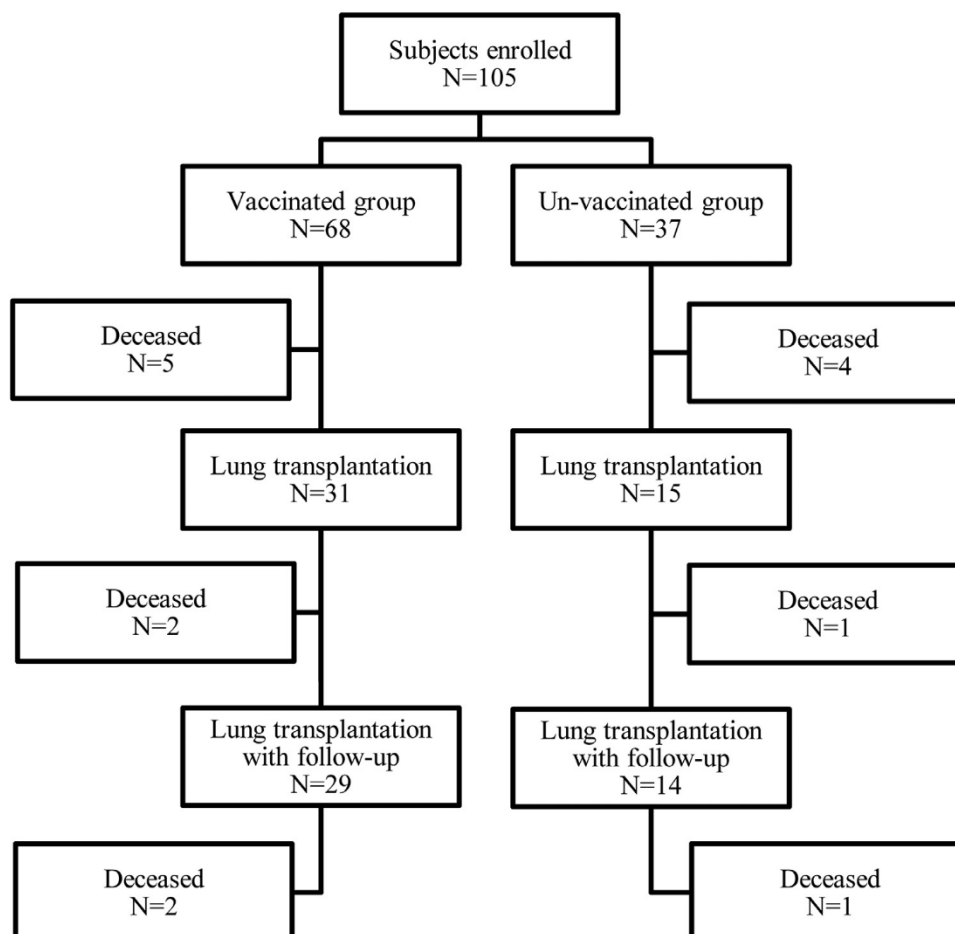 Subjects enrolled
N=105
Vaccinated group
N=68
Un-vaccinated group
N=37
Deceased
N=5
Deceased
N=4
Lung transplantation
N=31
Lung transplantation
N=15
Deceased
N=2
Deceased
N=1
Lung transplantation
with follow-up
N=29
Lung transplantation
with follow-up
N=14
Deceased
N=2
Deceased
N=1